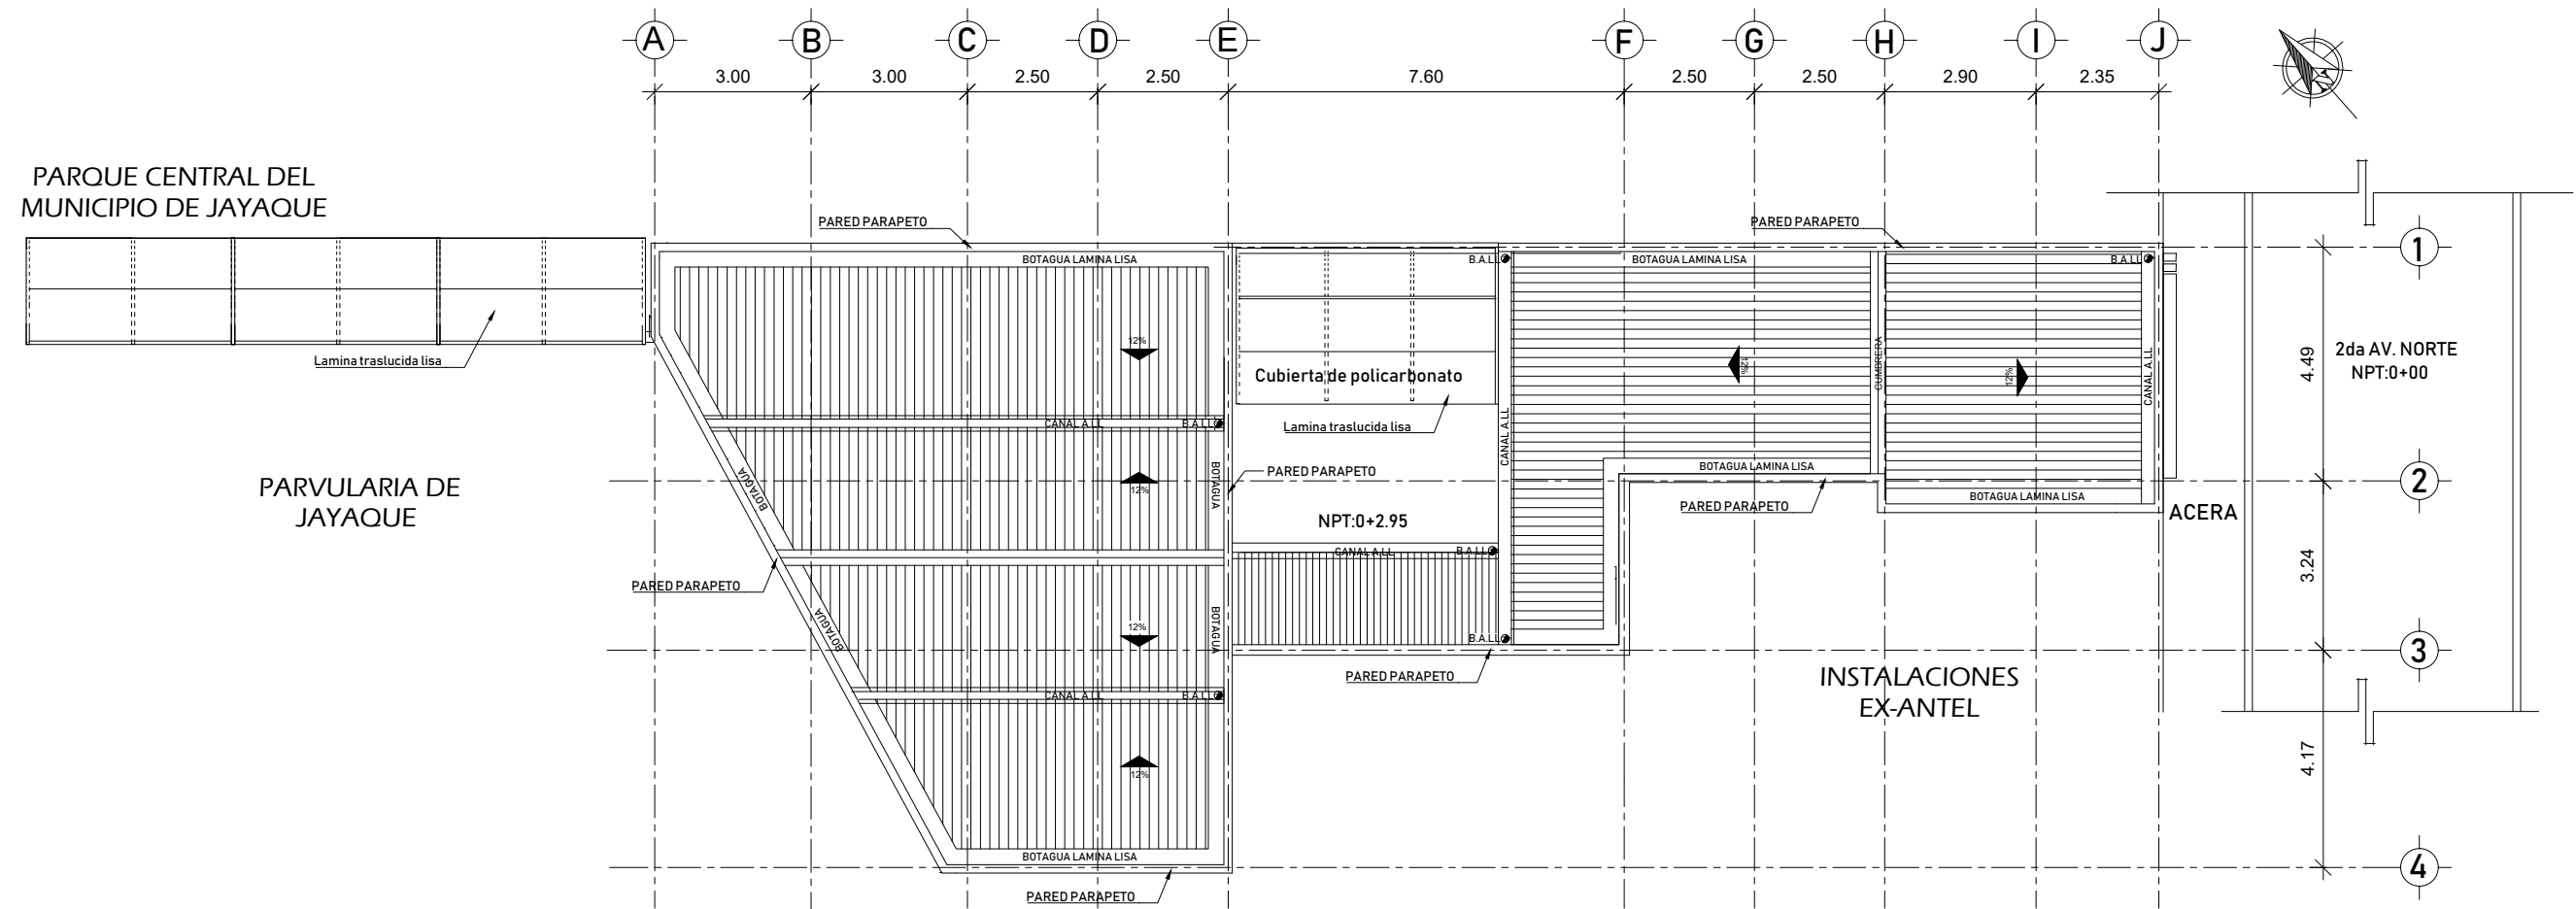 A B C D E F G H I J
3.00 3.00 2.50 2.50 7.60 2.50 2.50 2.90 2.35
N
PARQUE CENTRAL DEL
MUNICIPIO DE JAYAQUE
PARED PARAPETO
PARED PARAPETO
1
BOTAGUA LAMINA LISA
B.A.LL
BOTAGUA LAMINA LISA
B.A.LL
Lamina traslucida lisa
12%
Cubierta de policarbonato
12%
CUMBRERA
12%
CANAL A.LL
4.49
2da AV. NORTE
NPT:0+00
CANAL A.LL
B.A.LL
Lamina traslucida lisa
CANAL A.LL
PARVULARIA DE
JAYAQUE
BOTAGUA
12%
BOTAGUA
PARED PARAPETO
BOTAGUA LAMINA LISA
2
PARED PARAPETO
BOTAGUA LAMINA LISA
ACERA
NPT:0+2.95
CANAL A.LL
B.A.LL
3.24
PARED PARAPETO
BOTAGUA
12%
BOTAGUA
B.A.LL
3
PARED PARAPETO
INSTALACIONES
EX-ANTEL
CANAL A.LL
B.A.LL
12%
4.17
BOTAGUA LAMINA LISA
4
PARED PARAPETO